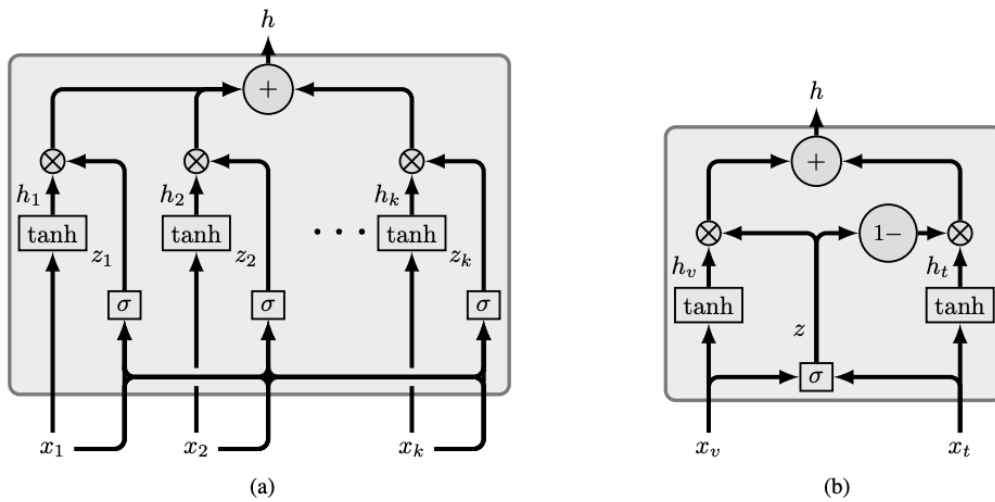 h
+
h
+
⊗ ⊗ ⊗
h₁ h₂ hₖ
tanh tanh · · · tanh
z₁ z₂ zₖ
⊗ 1− ⊗
hᵥ hₜ
σ σ σ
tanh tanh
z
σ
x₁ x₂ xₖ
xᵥ xₜ
(a)
(b)